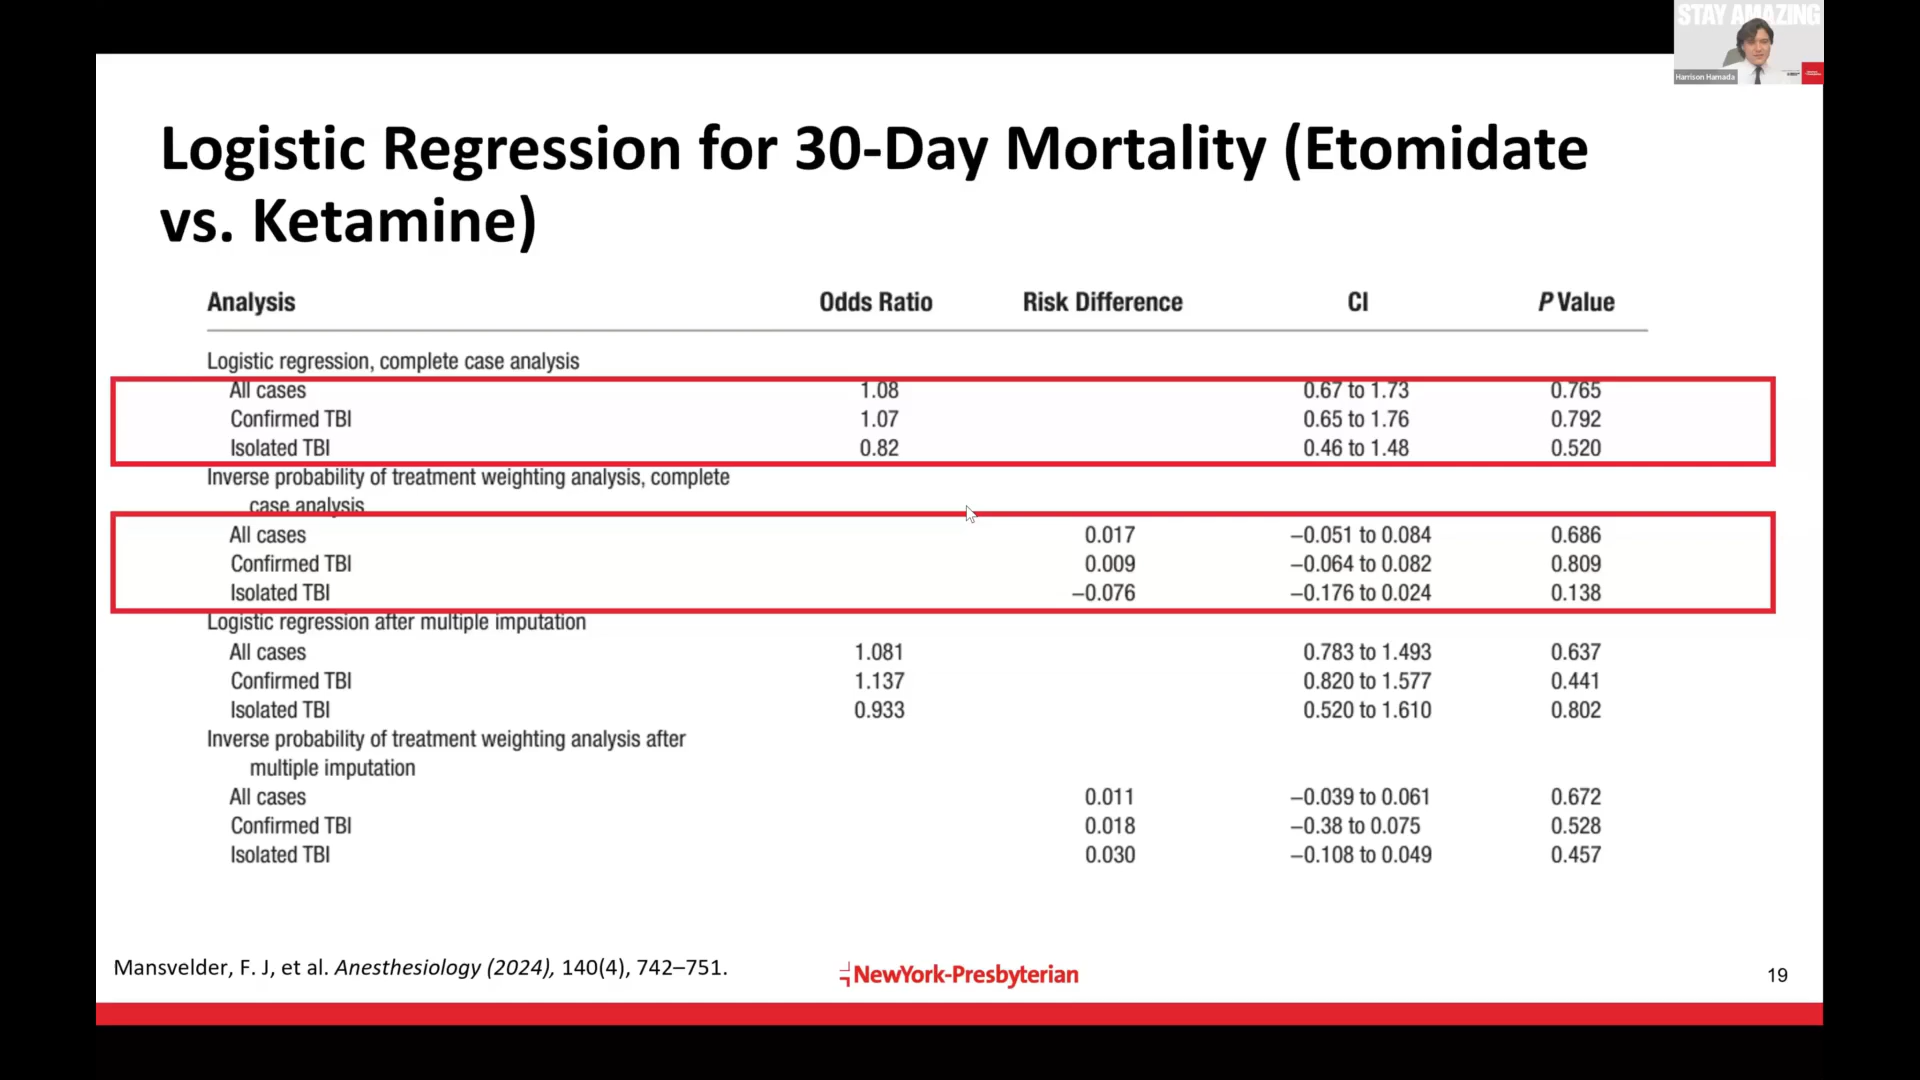 STAY AMAZING
Harrison Hamada
Logistic Regression for 30-Day Mortality (Etomidate
vs. Ketamine)
Analysis Odds Ratio Risk Difference CI P Value
Logistic regression, complete case analysis
All cases 1.08 0.67 to 1.73 0.765
Confirmed TBI 1.07 0.65 to 1.76 0.792
Isolated TBI 0.82 0.46 to 1.48 0.520
Inverse probability of treatment weighting analysis, complete
case analysis
All cases 0.017 −0.051 to 0.084 0.686
Confirmed TBI 0.009 −0.064 to 0.082 0.809
Isolated TBI −0.076 −0.176 to 0.024 0.138
Logistic regression after multiple imputation
All cases 1.081 0.783 to 1.493 0.637
Confirmed TBI 1.137 0.820 to 1.577 0.441
Isolated TBI 0.933 0.520 to 1.610 0.802
Inverse probability of treatment weighting analysis after
multiple imputation
All cases 0.011 −0.039 to 0.061 0.672
Confirmed TBI 0.018 −0.38 to 0.075 0.528
Isolated TBI 0.030 −0.108 to 0.049 0.457
Mansvelder, F. J, et al. Anesthesiology (2024), 140(4), 742–751.
NewYork-Presbyterian
19